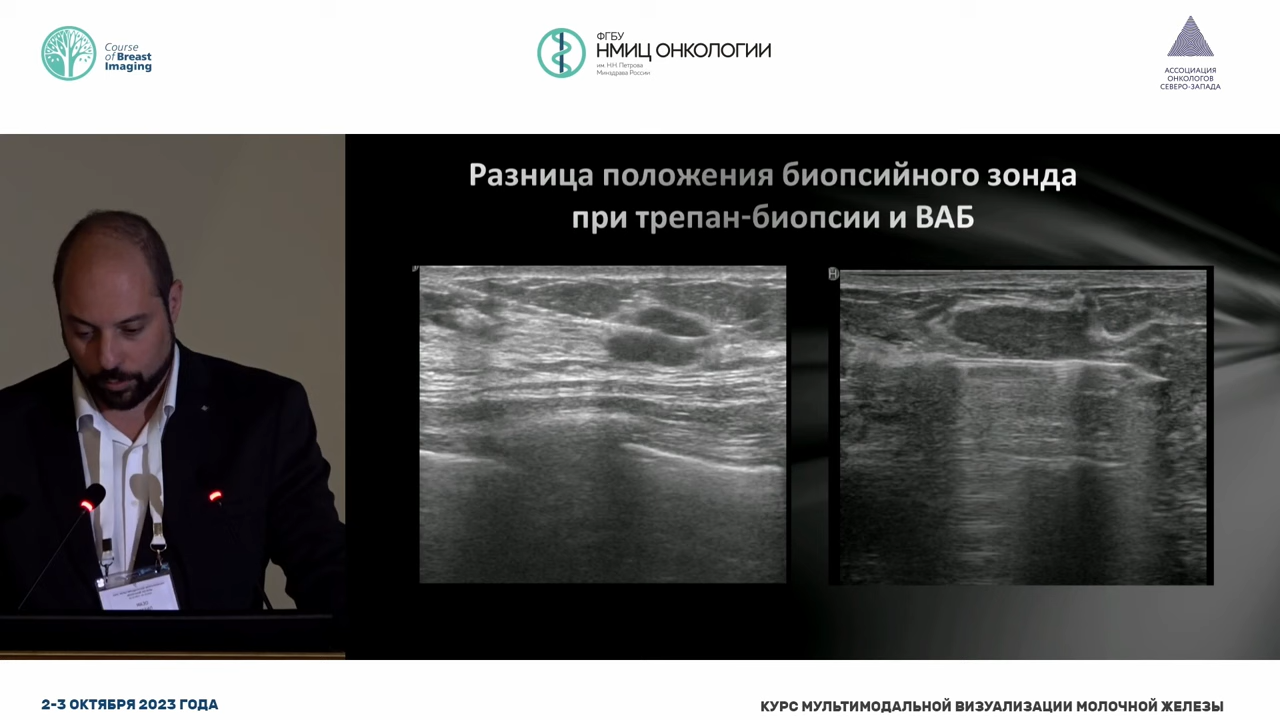 Course
of Breast
Imaging
ФГБУ
НМИЦ ОНКОЛОГИИ
им. Н.Н. Петрова
Минздрава России
АССОЦИАЦИЯ
ОНКОЛОГОВ
СЕВЕРО-ЗАПАДА
Разница положения биопсийного зонда
при трепан-биопсии и ВАБ
2-3 ОКТЯБРЯ 2023 ГОДА
КУРС МУЛЬТИМОДАЛЬНОЙ ВИЗУАЛИЗАЦИИ МОЛОЧНОЙ ЖЕЛЕЗЫ